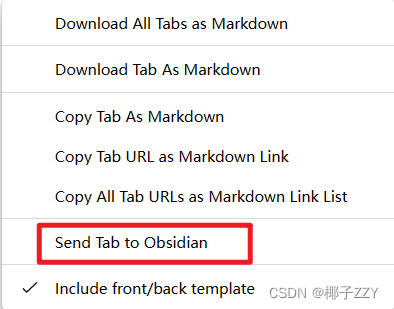 Download All Tabs as Markdown
Download Tab As Markdown
Copy Tab As Markdown
Copy Tab URL as Markdown Link
Copy All Tab URLs as Markdown Link List
Send Tab to Obsidian
Include front/back template
CSDN @椰子ZZY